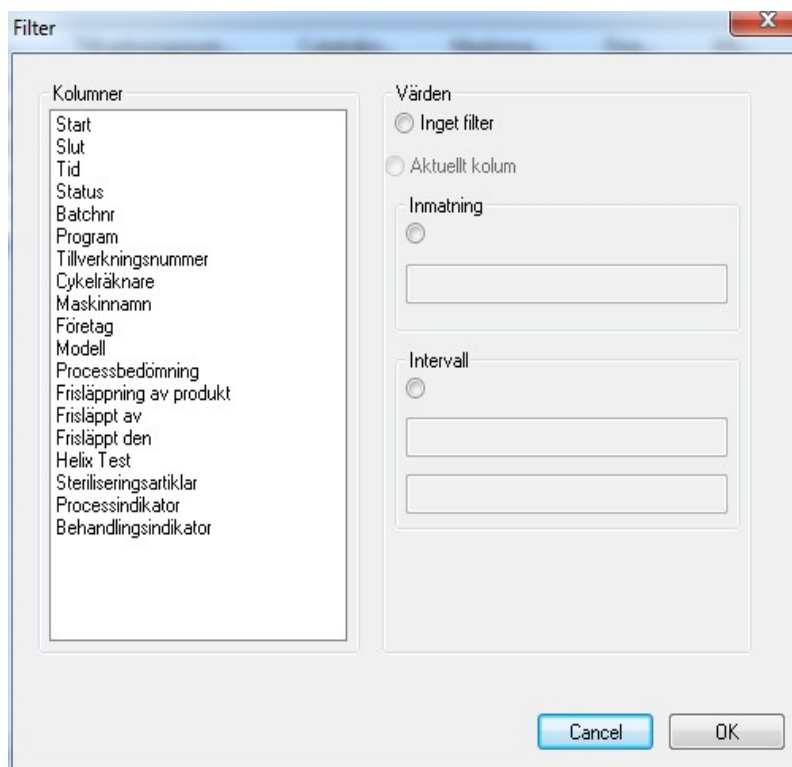 Filter
Kolumner
Start
Slut
Tid
Status
Batchnr
Program
Tillverkningsnummer
Cykelräknare
Maskinnamn
Företag
Modell
Processbedömning
Frisläppning av produkt
Frisläppt av
Frisläppt den
Helix Test
Steriliseringsartiklar
Processindikator
Behandlingsindikator
Värden
Inget filter
Aktuellt kolum
Inmatning
Intervall
Cancel
OK